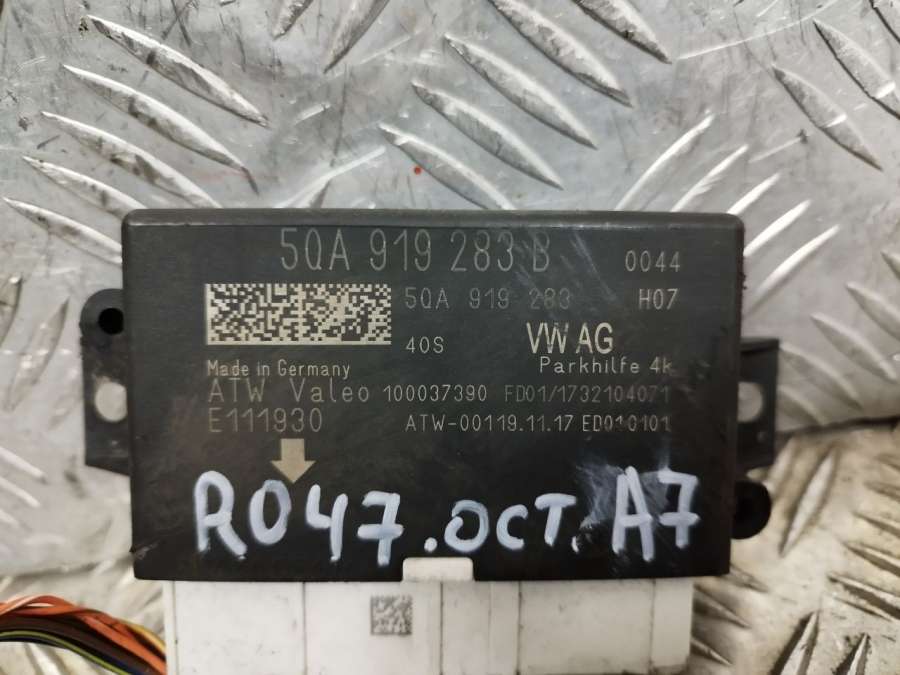 5QA 919 283 B 0044
5QA 919 283 H07
40S VW AG
Parkhilfe 4k
Made in Germany
ATW Valeo 100037390 FD01/1732104071
E111930 ATW-00119.11.17 ED010101
R047.OCT. A7